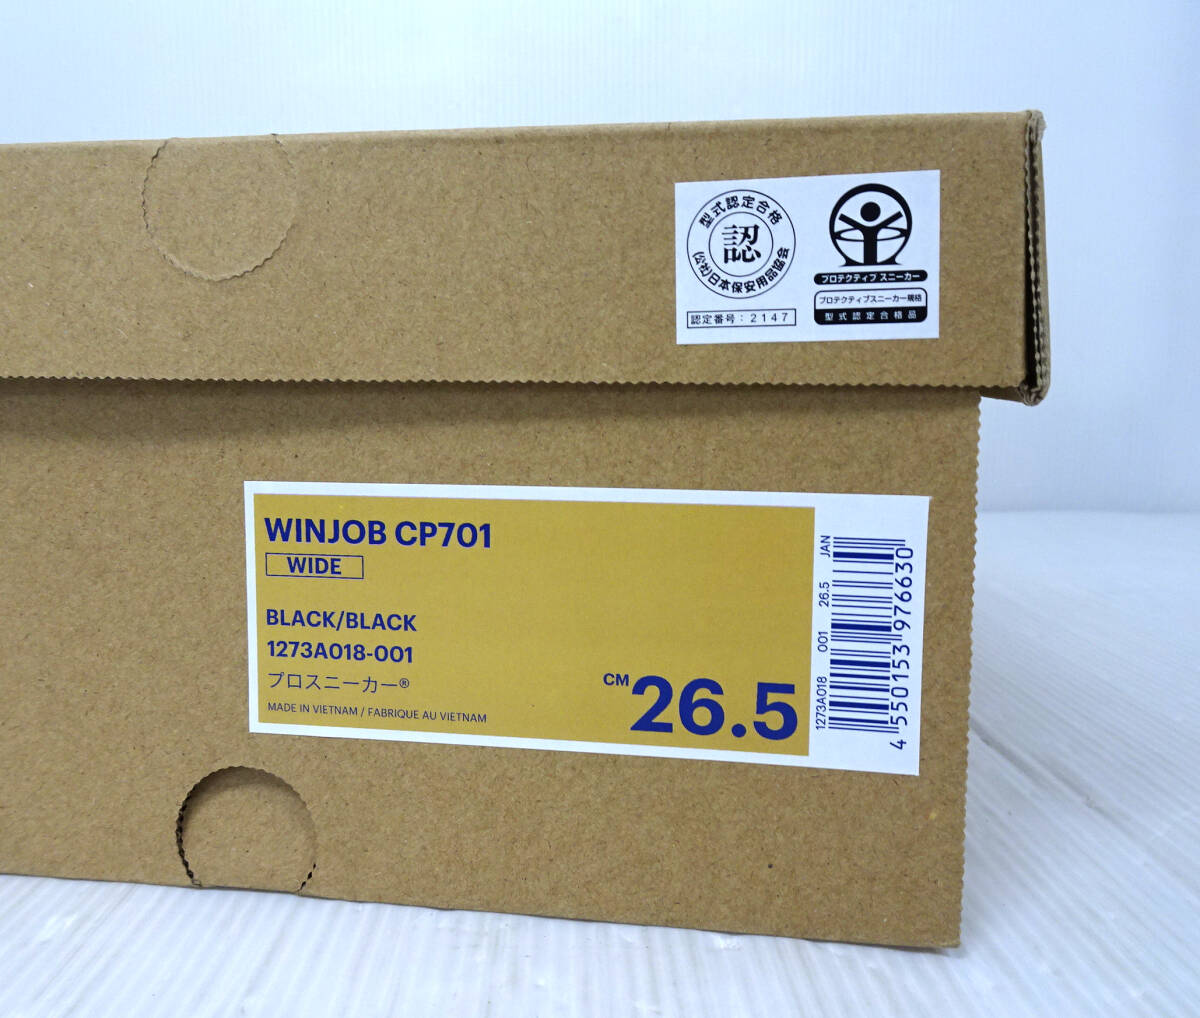 型式認定合格
認
(公社)日本保安用品協会
認定番号：2147
プロテクティブ スニーカー
プロテクティブスニーカー規格
型式認定合格品
WINJOB CP701
WIDE
BLACK/BLACK
1273A018-001
プロスニーカー®
MADE IN VIETNAM / FABRIQUE AU VIETNAM
CM 26.5
1273A018 001 26.5 JAN
4 550153 976630